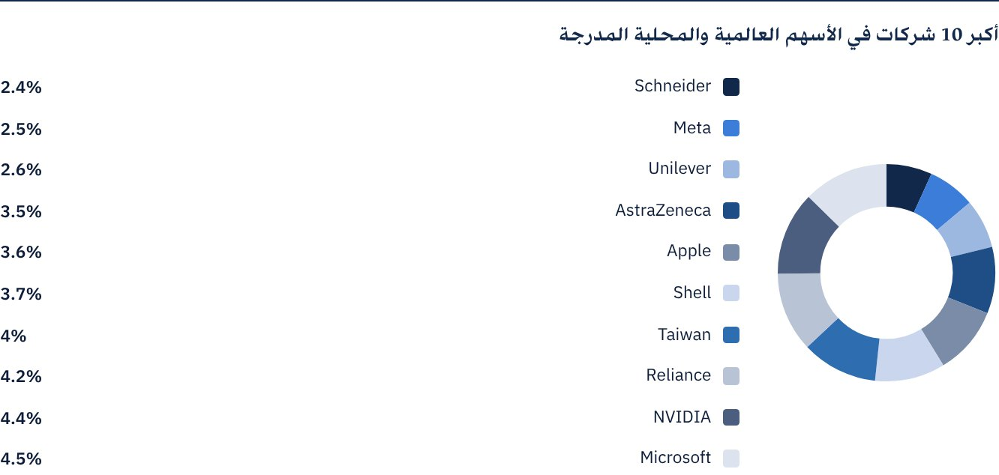 أكبر 10 شركات في الأسهم العالمية والمحلية المدرجة
Schneider 2.4%
Meta 2.5%
Unilever 2.6%
AstraZeneca 3.5%
Apple 3.6%
Shell 3.7%
Taiwan 4%
Reliance 4.2%
NVIDIA 4.4%
Microsoft 4.5%